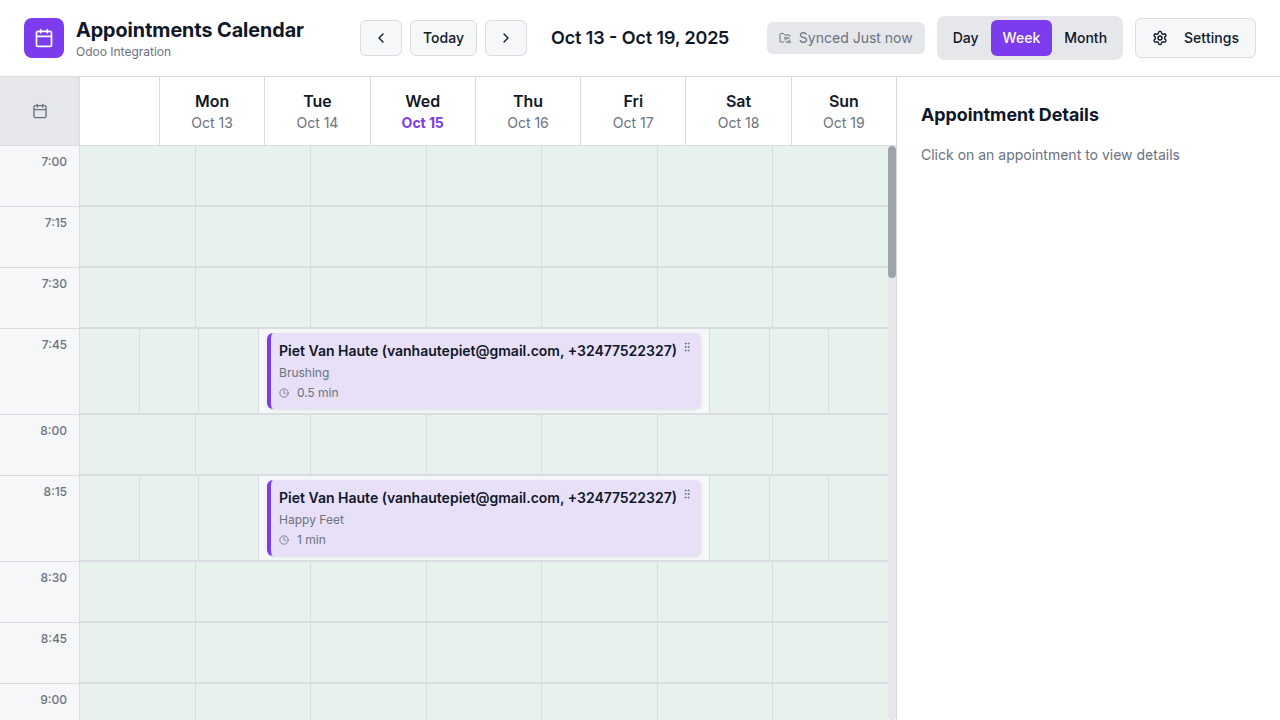 Appointments Calendar
Odoo Integration
Today
Oct 13 - Oct 19, 2025
Synced Just now
Day
Week
Month
Settings
Mon
Oct 13
Tue
Oct 14
Wed
Oct 15
Thu
Oct 16
Fri
Oct 17
Sat
Oct 18
Sun
Oct 19
Appointment Details
Click on an appointment to view details
7:00
7:15
7:30
7:45
Piet Van Haute (vanhautepiet@gmail.com, +32477522327)
Brushing
0.5 min
8:00
8:15
Piet Van Haute (vanhautepiet@gmail.com, +32477522327)
Happy Feet
1 min
8:30
8:45
9:00